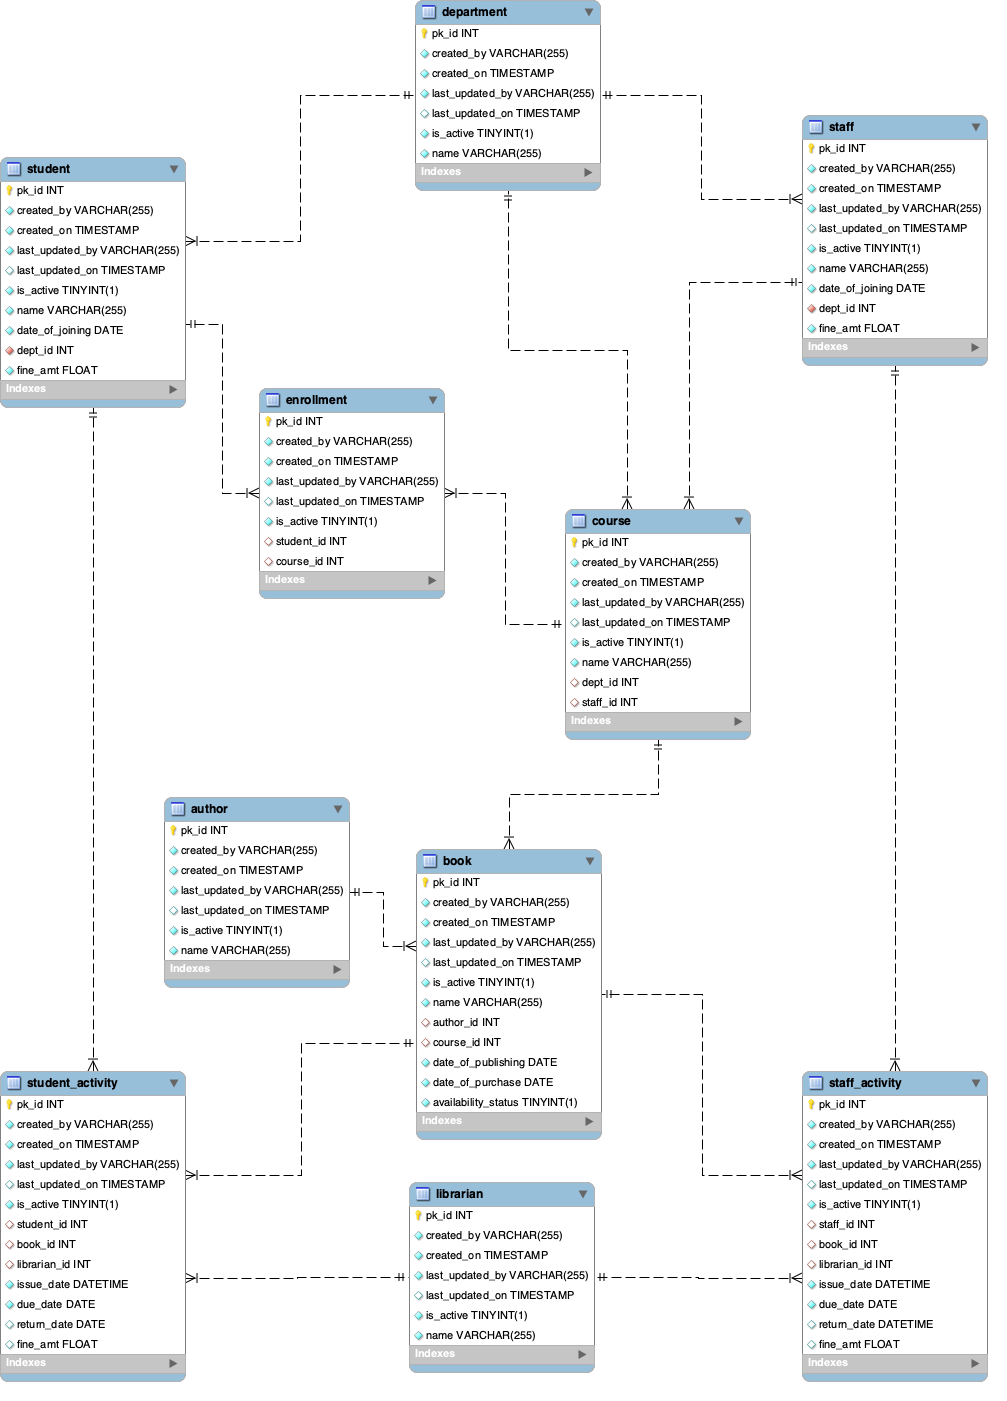 department
pk_id INT
created_by VARCHAR(255)
created_on TIMESTAMP
last_updated_by VARCHAR(255)
last_updated_on TIMESTAMP
is_active TINYINT(1)
name VARCHAR(255)
Indexes
staff
pk_id INT
created_by VARCHAR(255)
created_on TIMESTAMP
last_updated_by VARCHAR(255)
last_updated_on TIMESTAMP
is_active TINYINT(1)
name VARCHAR(255)
date_of_joining DATE
dept_id INT
fine_amt FLOAT
Indexes
student
pk_id INT
created_by VARCHAR(255)
created_on TIMESTAMP
last_updated_by VARCHAR(255)
last_updated_on TIMESTAMP
is_active TINYINT(1)
name VARCHAR(255)
date_of_joining DATE
dept_id INT
fine_amt FLOAT
Indexes
enrollment
pk_id INT
created_by VARCHAR(255)
created_on TIMESTAMP
last_updated_by VARCHAR(255)
last_updated_on TIMESTAMP
is_active TINYINT(1)
student_id INT
course_id INT
Indexes
course
pk_id INT
created_by VARCHAR(255)
created_on TIMESTAMP
last_updated_by VARCHAR(255)
last_updated_on TIMESTAMP
is_active TINYINT(1)
name VARCHAR(255)
dept_id INT
staff_id INT
Indexes
author
pk_id INT
created_by VARCHAR(255)
created_on TIMESTAMP
last_updated_by VARCHAR(255)
last_updated_on TIMESTAMP
is_active TINYINT(1)
name VARCHAR(255)
Indexes
book
pk_id INT
created_by VARCHAR(255)
created_on TIMESTAMP
last_updated_by VARCHAR(255)
last_updated_on TIMESTAMP
is_active TINYINT(1)
name VARCHAR(255)
author_id INT
course_id INT
date_of_publishing DATE
date_of_purchase DATE
availability_status TINYINT(1)
Indexes
student_activity
pk_id INT
created_by VARCHAR(255)
created_on TIMESTAMP
last_updated_by VARCHAR(255)
last_updated_on TIMESTAMP
is_active TINYINT(1)
student_id INT
book_id INT
librarian_id INT
issue_date DATETIME
due_date DATE
return_date DATE
fine_amt FLOAT
Indexes
librarian
pk_id INT
created_by VARCHAR(255)
created_on TIMESTAMP
last_updated_by VARCHAR(255)
last_updated_on TIMESTAMP
is_active TINYINT(1)
name VARCHAR(255)
Indexes
staff_activity
pk_id INT
created_by VARCHAR(255)
created_on TIMESTAMP
last_updated_by VARCHAR(255)
last_updated_on TIMESTAMP
is_active TINYINT(1)
staff_id INT
book_id INT
librarian_id INT
issue_date DATETIME
due_date DATE
return_date DATETIME
fine_amt FLOAT
Indexes